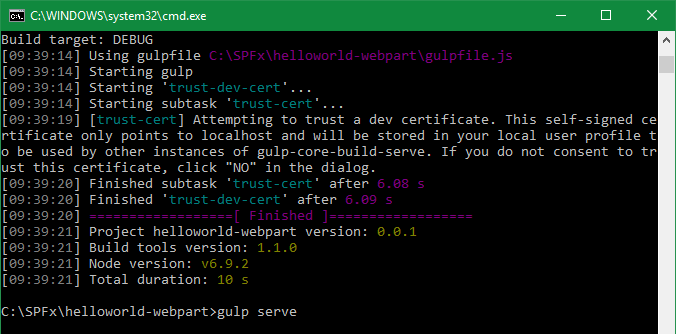 C:\WINDOWS\system32\cmd.exe
Build target: DEBUG
[09:39:14] Using gulpfile C:\SPFx\helloworld-webpart\gulpfile.js
[09:39:14] Starting gulp
[09:39:14] Starting 'trust-dev-cert'...
[09:39:14] Starting subtask 'trust-cert'...
[09:39:19] [trust-cert] Attempting to trust a dev certificate. This self-signed ce
rtificate only points to localhost and will be stored in your local user profile t
o be used by other instances of gulp-core-build-serve. If you do not consent to tr
ust this certificate, click "NO" in the dialog.
[09:39:20] Finished subtask 'trust-cert' after 6.08 s
[09:39:20] Finished 'trust-dev-cert' after 6.09 s
[09:39:20] ==================[ Finished ]==================
[09:39:21] Project helloworld-webpart version: 0.0.1
[09:39:21] Build tools version: 1.1.0
[09:39:21] Node version: v6.9.2
[09:39:21] Total duration: 10 s
C:\SPFx\helloworld-webpart>gulp serve